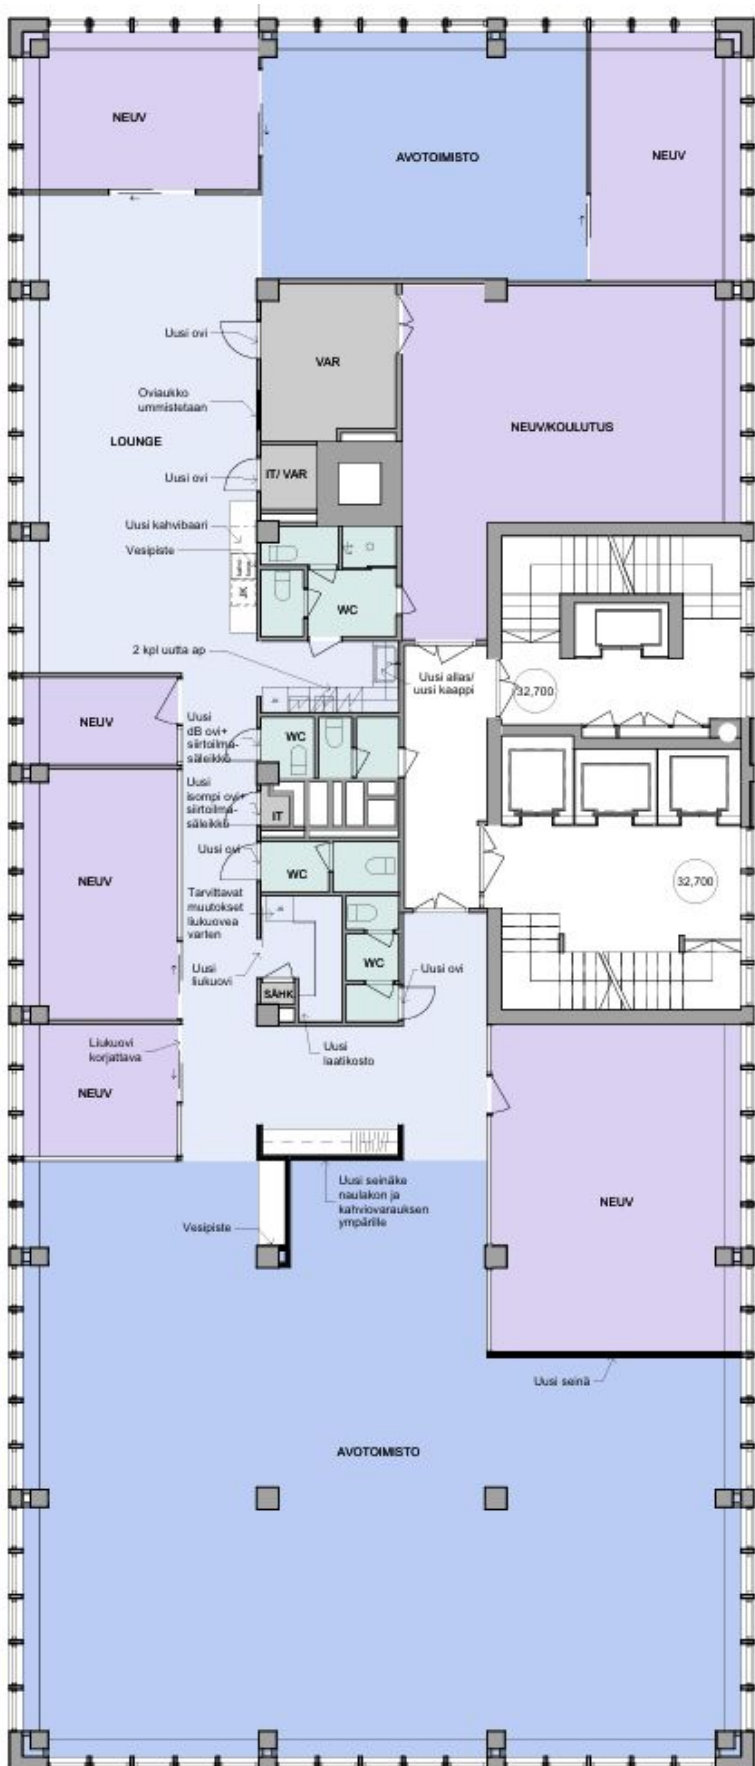 NEUV
AVOTOIMISTO
NEUV
Uusi ovi
VAR
Oviaukko
ummistetaan
NEUV/KOULUTUS
LOUNGE
Uusi ovi
IT/ VAR
Uusi kahvibaari
Vesipiste
JK
WC
2 kpl uutta ap
Uusi allas/
uusi kaappi
32,700
NEUV
Uusi
dB ovi+
siirtoilma-
säleikkö
WC
Uusi
isompi ovi+
siirtoilma-
säleikkö
IT
Uusi ovi
NEUV
WC
32,700
Tarvittavat
muutokset
liukuovea
varten
WC
Uusi
liukuovi
SÄHK
Uusi ovi
Liukuovi
korjattava
Uusi
laatikosto
NEUV
Uusi seinäke
naulakon ja
kahviovarauksen
ympärille
NEUV
Vesipiste
Uusi seinä
AVOTOIMISTO